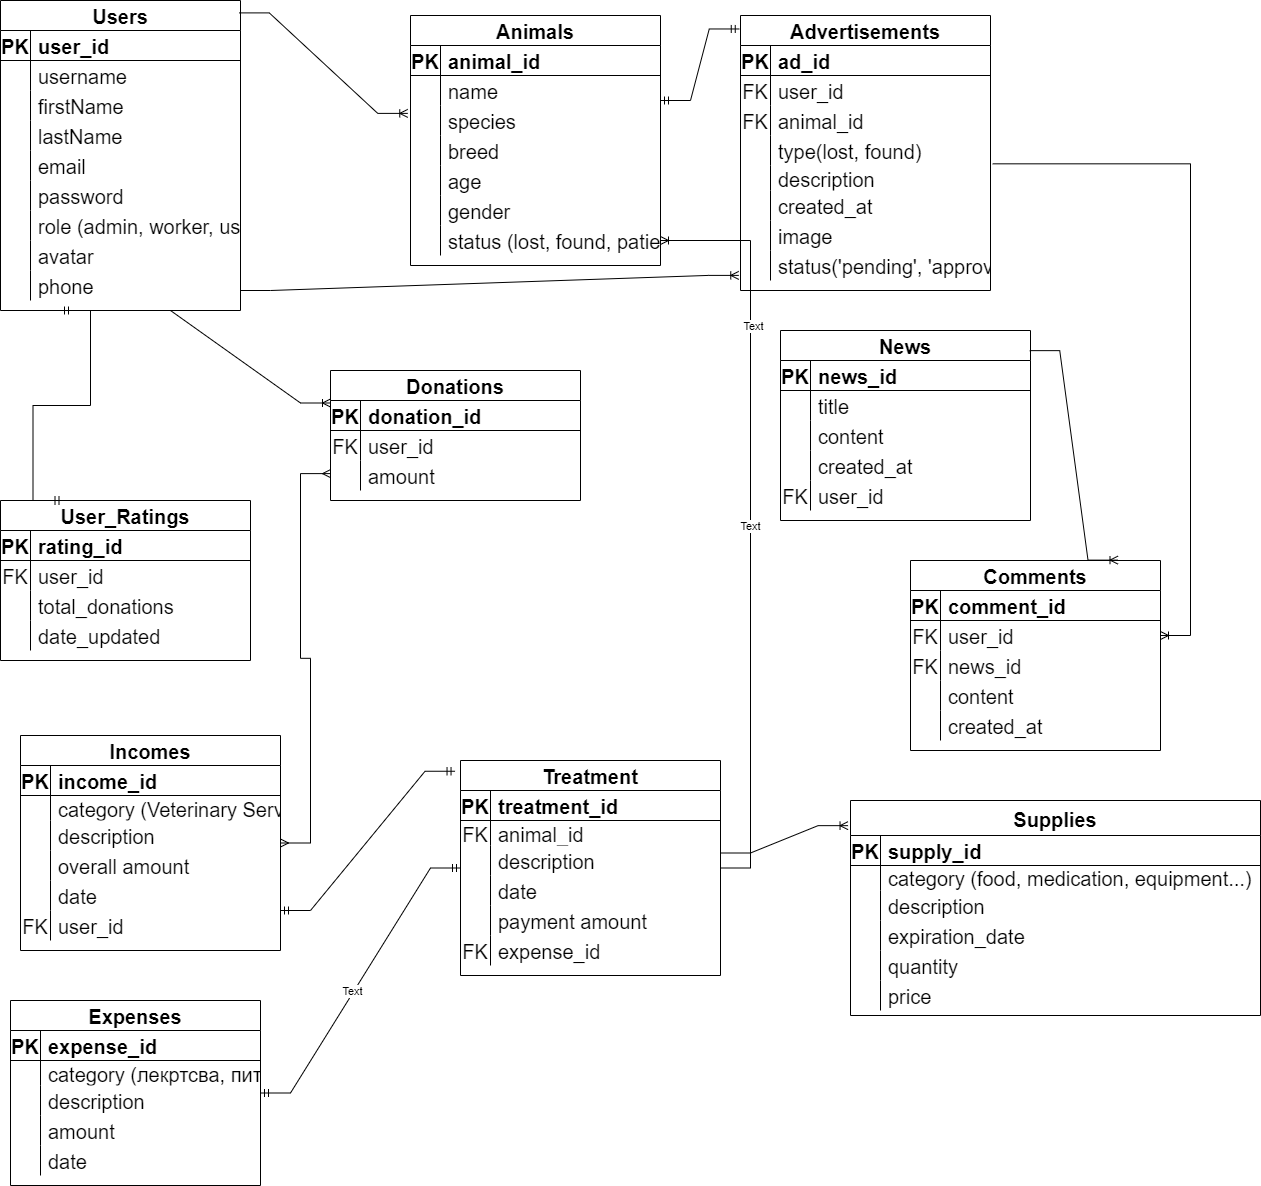 Users
PK user_id
username
firstName
lastName
email
password
role (admin, worker, us
avatar
phone
Animals
PK animal_id
name
species
breed
age
gender
status (lost, found, patie
Advertisements
PK ad_id
FK user_id
FK animal_id
type(lost, found)
description
created_at
image
status('pending', 'approv
Text
News
PK news_id
title
content
created_at
FK user_id
Donations
PK donation_id
FK user_id
amount
User_Ratings
PK rating_id
FK user_id
total_donations
date_updated
Text
Comments
PK comment_id
FK user_id
FK news_id
content
created_at
Incomes
PK income_id
category (Veterinary Serv
description
overall amount
date
FK user_id
Treatment
PK treatment_id
FK animal_id
description
date
payment amount
FK expense_id
Supplies
PK supply_id
category (food, medication, equipment...)
description
expiration_date
quantity
price
Text
Expenses
PK expense_id
category (лекртсва, пит
description
amount
date